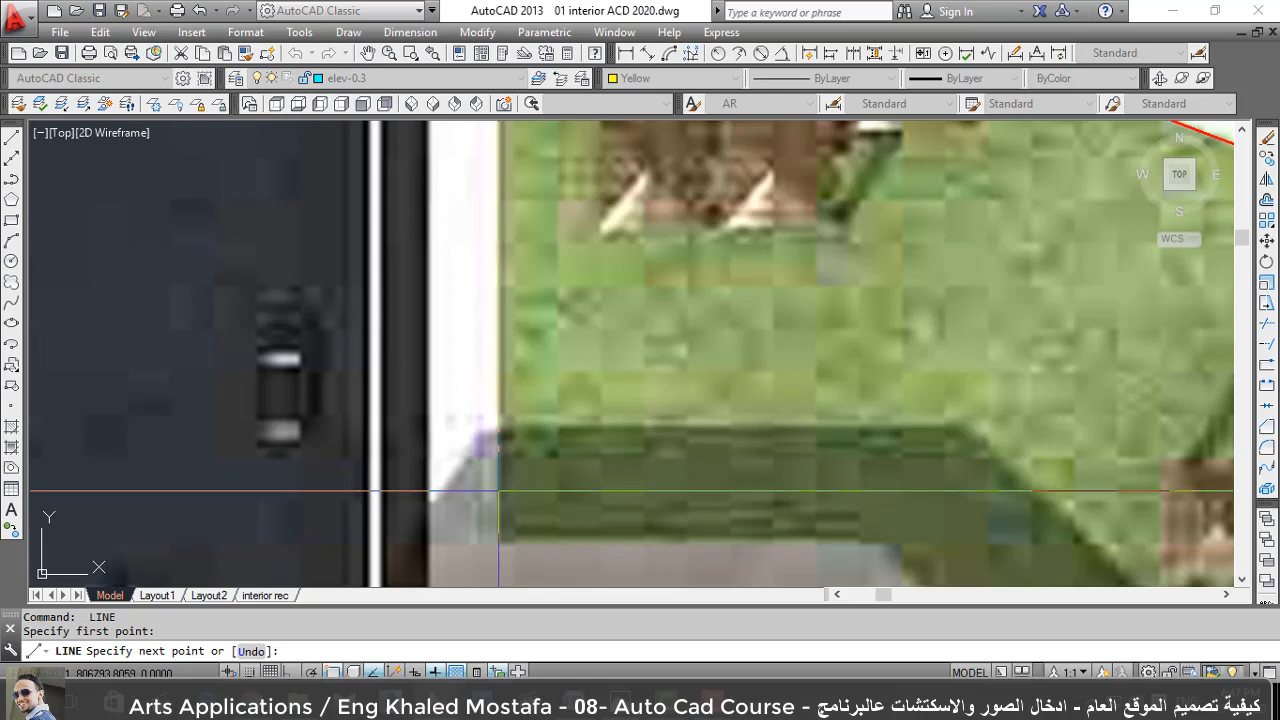 AutoCAD Classic
AutoCAD 2013 01 interior ACD 2020.dwg
Type a keyword or phrase
Sign In
File Edit View Insert Format Tools Draw Dimension Modify Parametric Window Help Express
Standard
AutoCAD Classic
elev-0.3
Yellow
ByLayer
ByLayer
ByColor
AR
Standard
Standard
Standard
[−][Top][2D Wireframe]
N
W TOP E
S
WCS
Y
X
Model Layout1 Layout2 interior rec
Command: LINE
Specify first point:
LINE Specify next point or [Undo]:
MODEL
1:1
Arts Applications / Eng Khaled Mostafa - 08- Auto Cad Course - كيفية تصميم الموقع العام - ادخال الصور والاسكتشات عالبرنامج